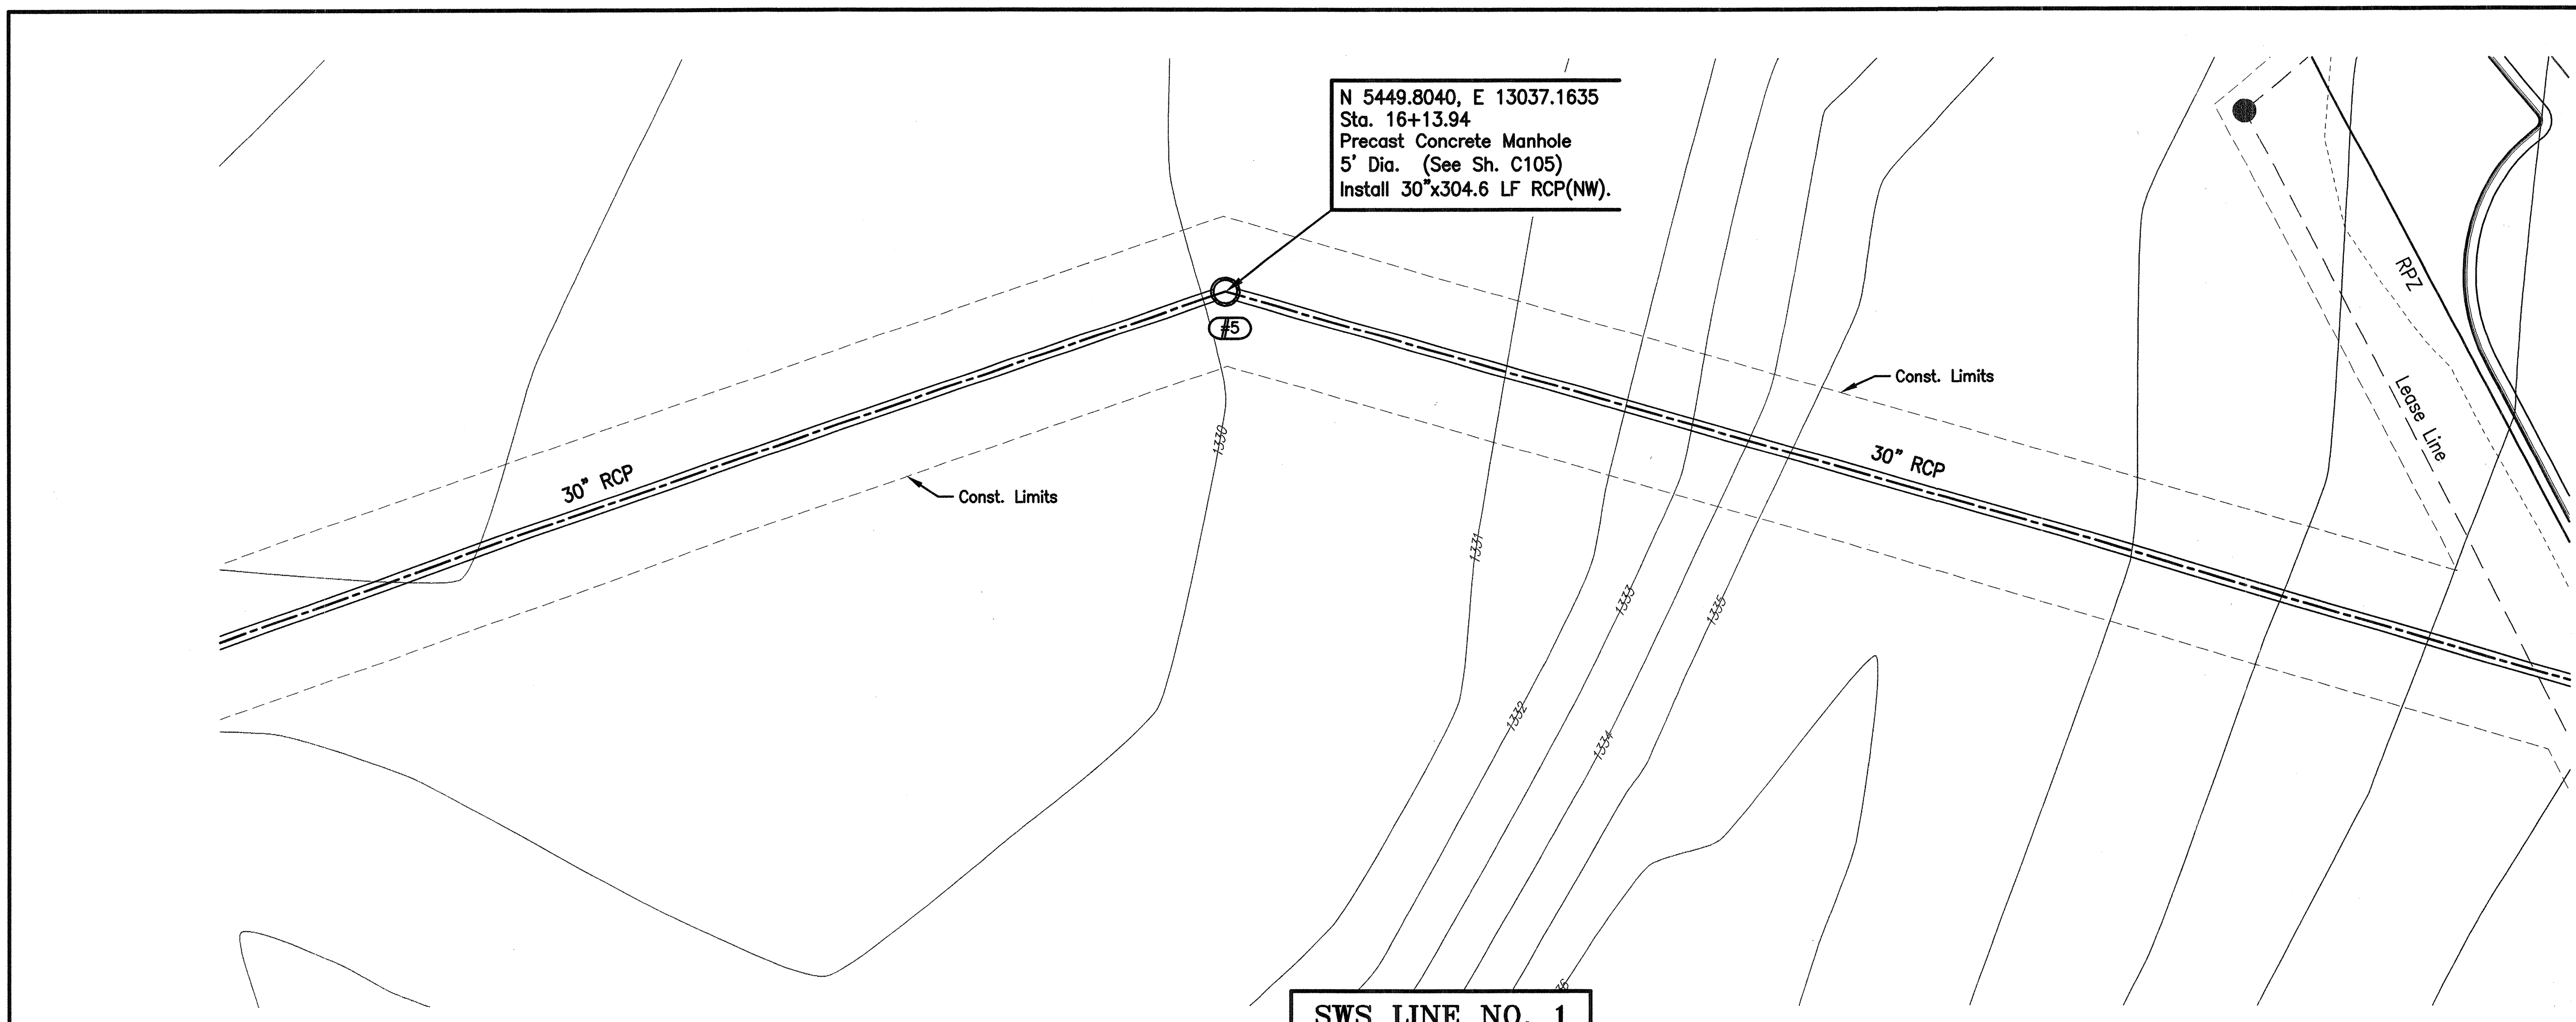 N 5449.8040, E 13037.1635
Sta. 16+13.94
Precast Concrete Manhole
5' Dia. (See Sh. C105)
Install 30"x304.6 LF RCP(NW).
#5
RPZ
Const. Limits
Lease Line
30" RCP
30" RCP
Const. Limits
1330
1331
1333
1335
1332
1334
36
SWS LINE NO. 1